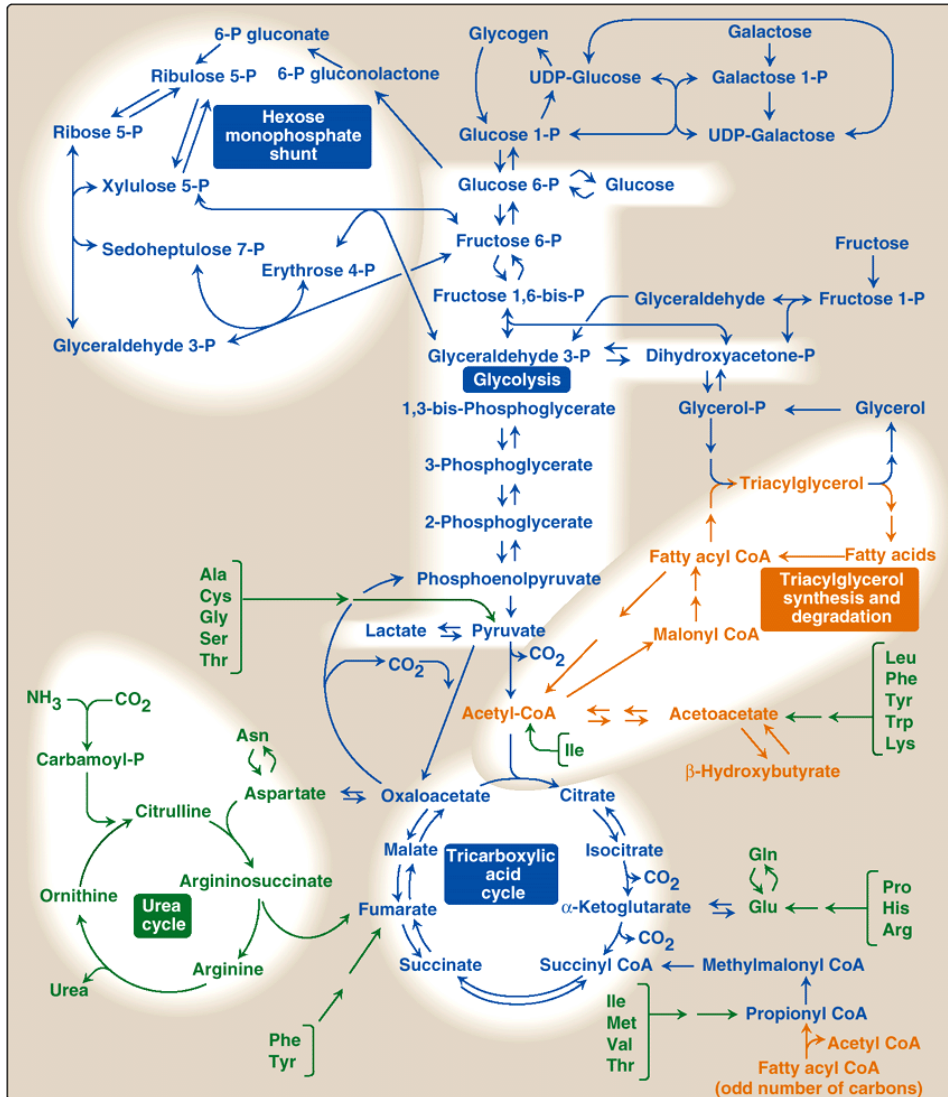 6-P gluconate
Glycogen
Galactose
Ribulose 5-P
6-P gluconolactone
UDP-Glucose
Galactose 1-P
Hexose
monophosphate
shunt
Ribose 5-P
Glucose 1-P
UDP-Galactose
Xylulose 5-P
Glucose 6-P
Glucose
Sedoheptulose 7-P
Fructose 6-P
Fructose
Erythrose 4-P
Fructose 1,6-bis-P
Glyceraldehyde
Fructose 1-P
Glyceraldehyde 3-P
Glyceraldehyde 3-P
Dihydroxyacetone-P
Glycolysis
1,3-bis-Phosphoglycerate
Glycerol-P
Glycerol
3-Phosphoglycerate
Triacylglycerol
2-Phosphoglycerate
Fatty acyl CoA
Fatty acids
Triacylglycerol
synthesis and
degradation
Ala
Cys
Gly
Ser
Thr
Phosphoenolpyruvate
Lactate
Pyruvate
Malonyl CoA
CO2
CO2
Leu
Phe
Tyr
Trp
Lys
NH3
CO2
Acetyl-CoA
Acetoacetate
Asn
Ile
Carbamoyl-P
β-Hydroxybutyrate
Aspartate
Oxaloacetate
Citrate
Citrulline
Malate
Tricarboxylic
acid
cycle
Isocitrate
Gln
CO2
Ornithine
Argininosuccinate
Urea
cycle
Fumarate
α-Ketoglutarate
Glu
Pro
His
Arg
CO2
Arginine
Urea
Succinate
Succinyl CoA
Methylmalonyl CoA
Ile
Met
Val
Thr
Propionyl CoA
Phe
Tyr
Acetyl CoA
Fatty acyl CoA
(odd number of carbons)